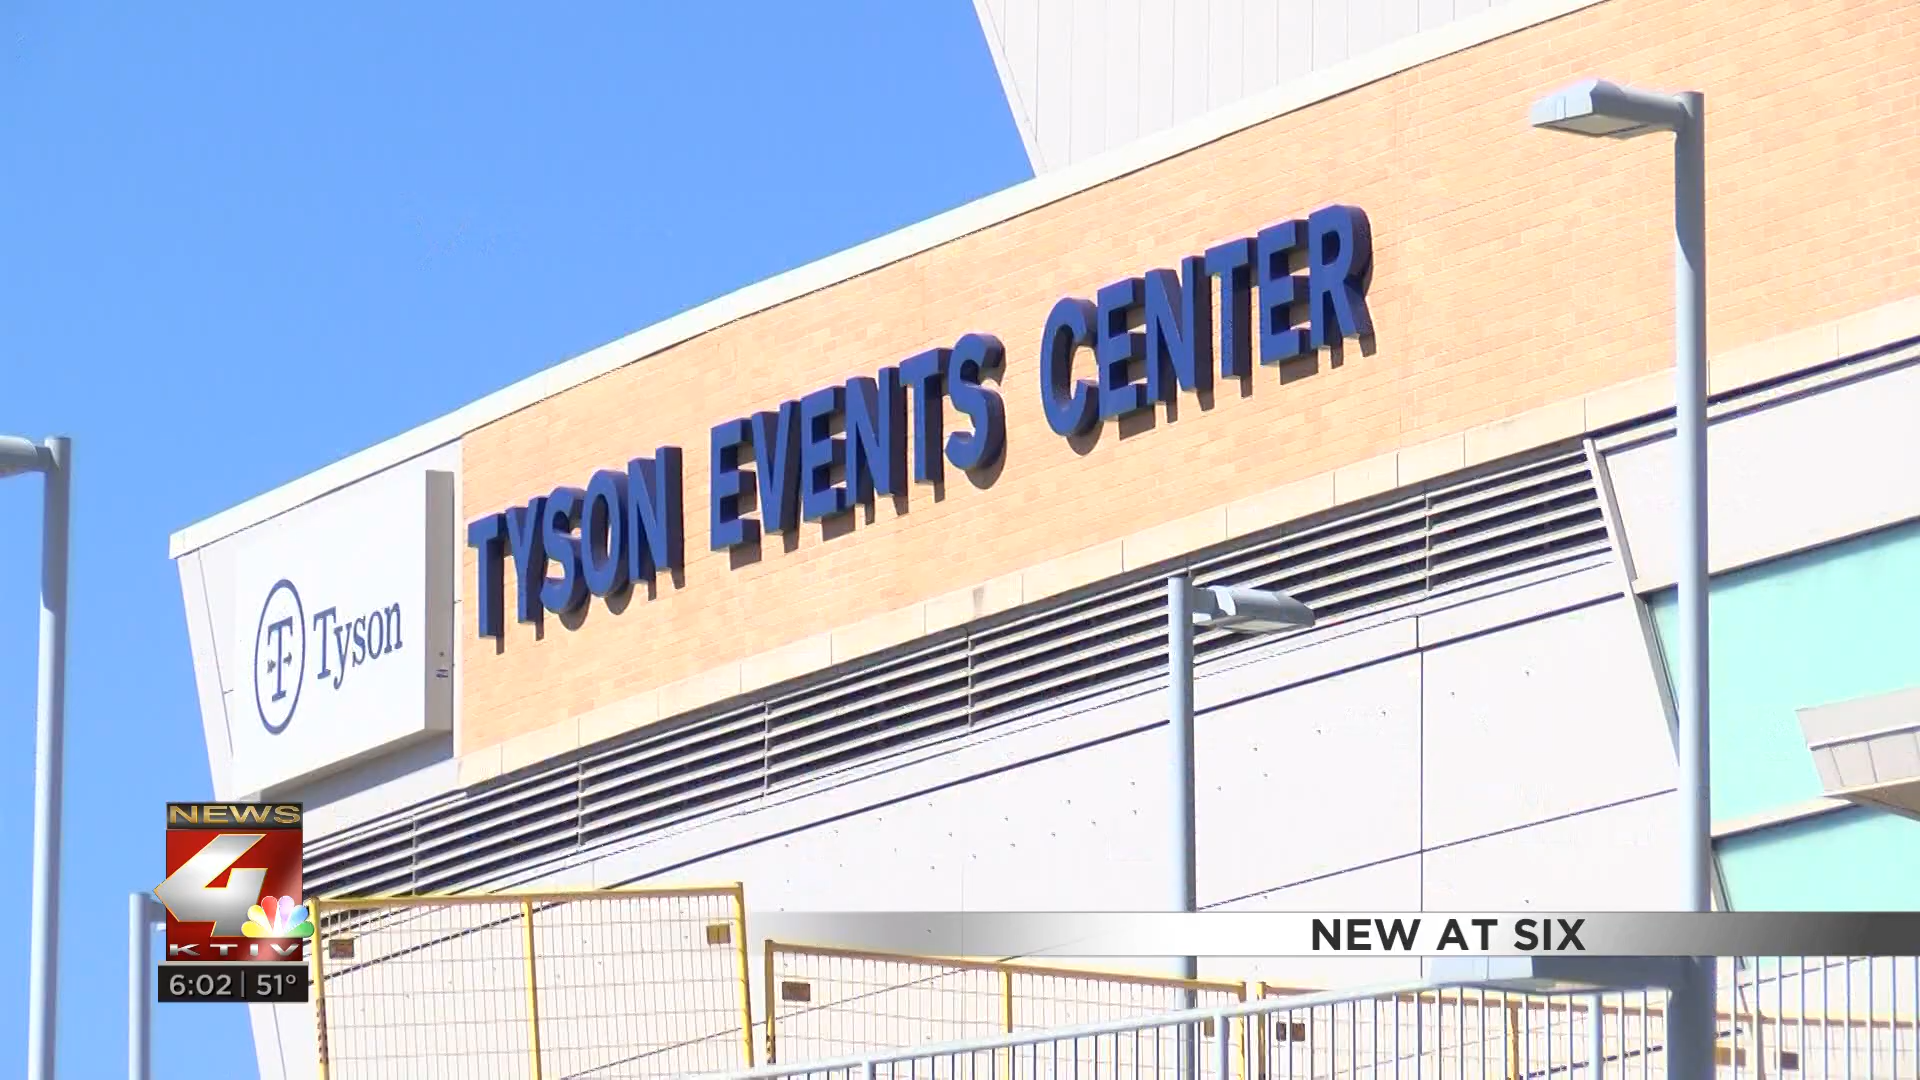 TYSON EVENTS CENTER
T Tyson
NEWS
4
KTIV
6:02 | 51°
NEW AT SIX